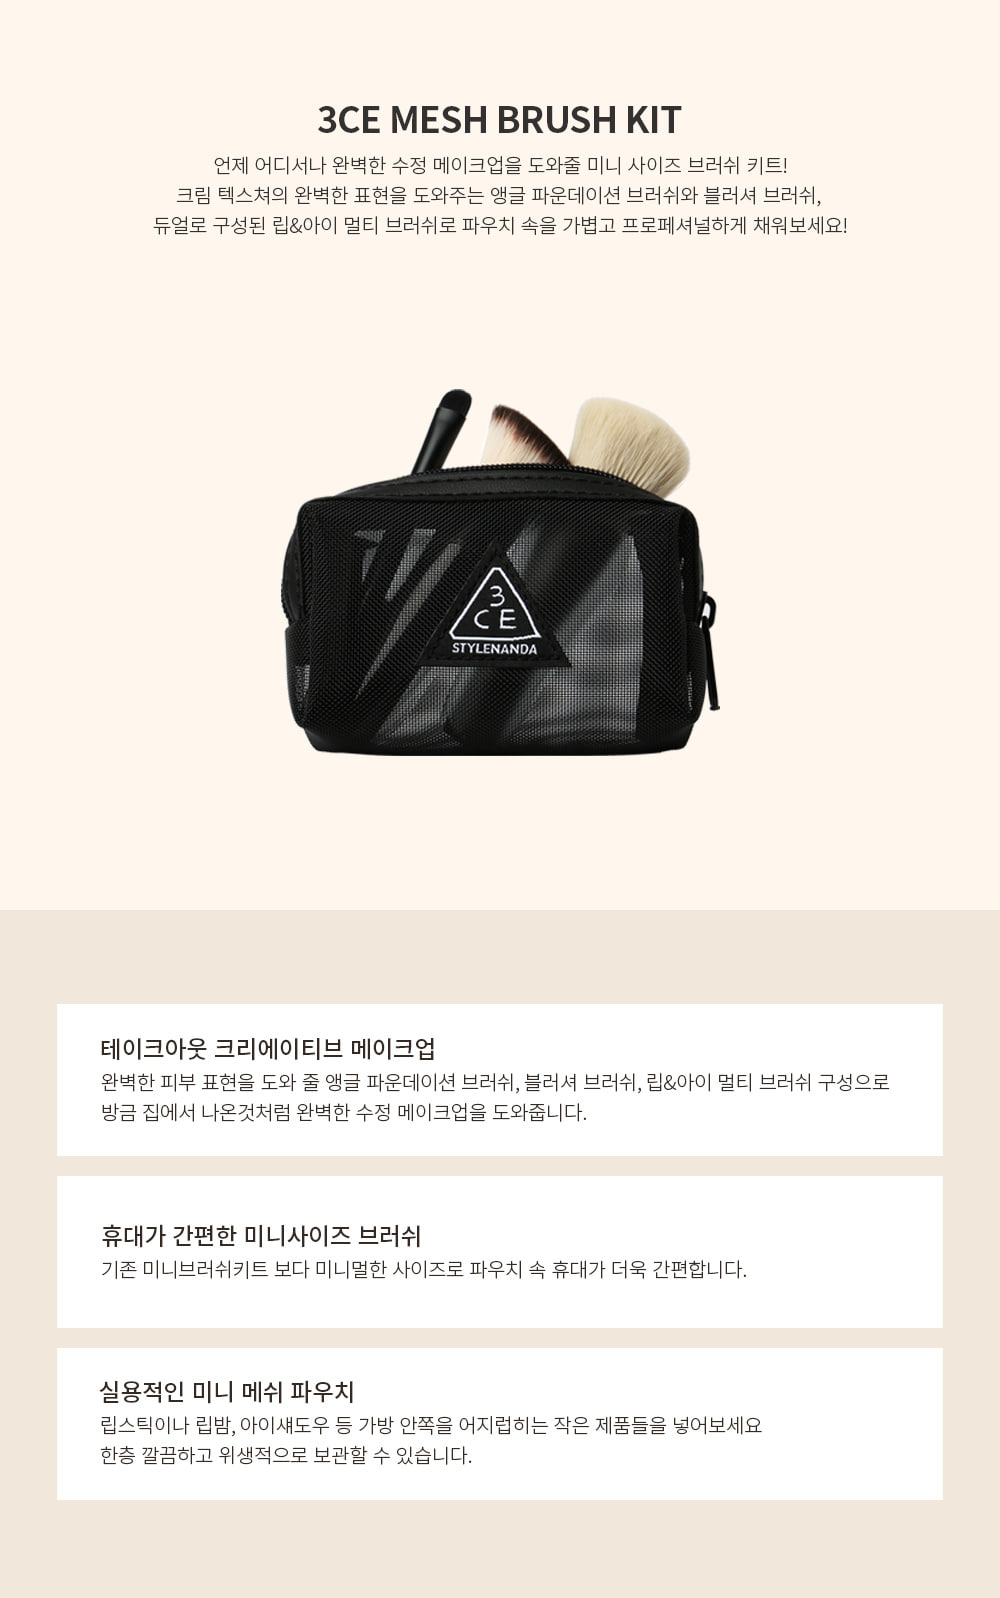 3CE MESH BRUSH KIT
언제 어디서나 완벽한 수정 메이크업을 도와줄 미니 사이즈 브러쉬 키트!
크림 텍스쳐의 완벽한 표현을 도와주는 앵글 파운데이션 브러쉬와 블러셔 브러쉬,
듀얼로 구성된 립&아이 멀티 브러쉬로 파우치 속을 가볍고 프로페셔널하게 채워보세요!
3
CE
STYLENANDA
테이크아웃 크리에이티브 메이크업
완벽한 피부 표현을 도와 줄 앵글 파운데이션 브러쉬, 블러셔 브러쉬, 립&아이 멀티 브러쉬 구성으로
방금 집에서 나온것처럼 완벽한 수정 메이크업을 도와줍니다.
휴대가 간편한 미니사이즈 브러쉬
기존 미니브러쉬키트 보다 미니멀한 사이즈로 파우치 속 휴대가 더욱 간편합니다.
실용적인 미니 메쉬 파우치
립스틱이나 립밤, 아이섀도우 등 가방 안쪽을 어지럽히는 작은 제품들을 넣어보세요
한층 깔끔하고 위생적으로 보관할 수 있습니다.